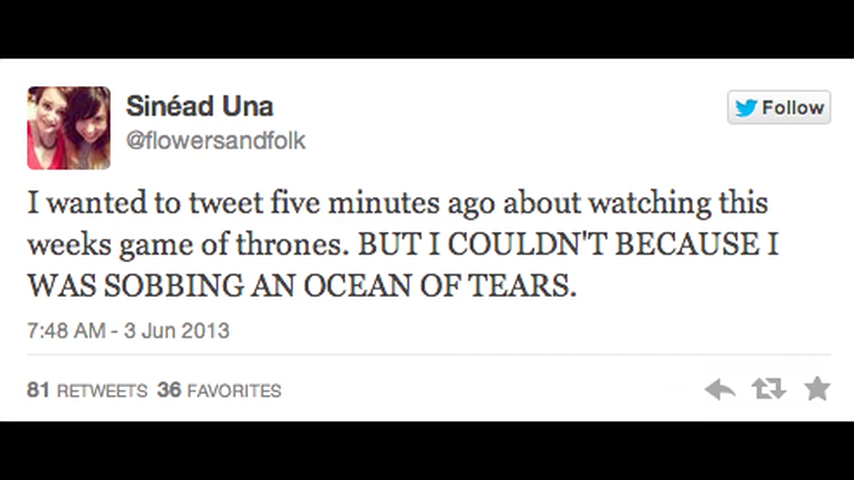 Sinéad Una
@flowersandfolk
Follow
I wanted to tweet five minutes ago about watching this
weeks game of thrones. BUT I COULDN'T BECAUSE I
WAS SOBBING AN OCEAN OF TEARS.
7:48 AM - 3 Jun 2013
81 RETWEETS 36 FAVORITES